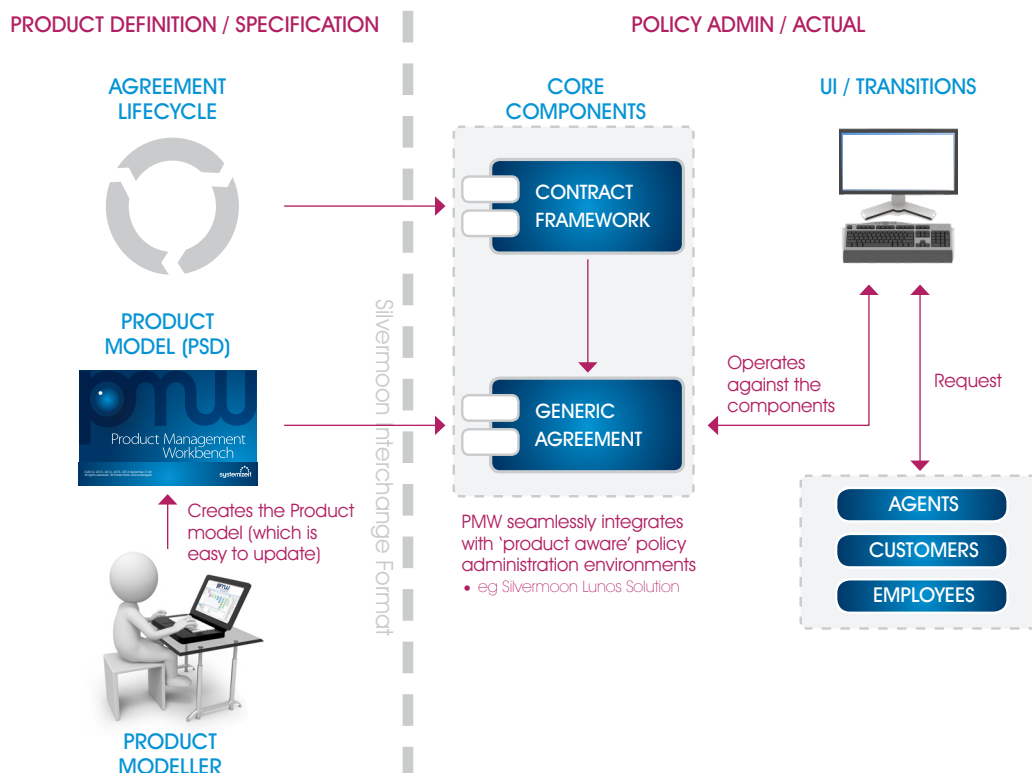 PRODUCT DEFINITION / SPECIFICATION
POLICY ADMIN / ACTUAL
AGREEMENT
LIFECYCLE
CORE
COMPONENTS
UI / TRANSITIONS
CONTRACT
FRAMEWORK
Silvermoon Interchange Format
PRODUCT
MODEL (PSD)
pmw
Product Management
Workbench
systemizeit
GENERIC
AGREEMENT
Operates
against the
components
Request
Creates the Product
model (which is
easy to update)
PMW seamlessly integrates
with ‘product aware’ policy
administration environments
• eg Silvermoon Lunos Solution
AGENTS
CUSTOMERS
EMPLOYEES
pmw
PRODUCT
MODELLER